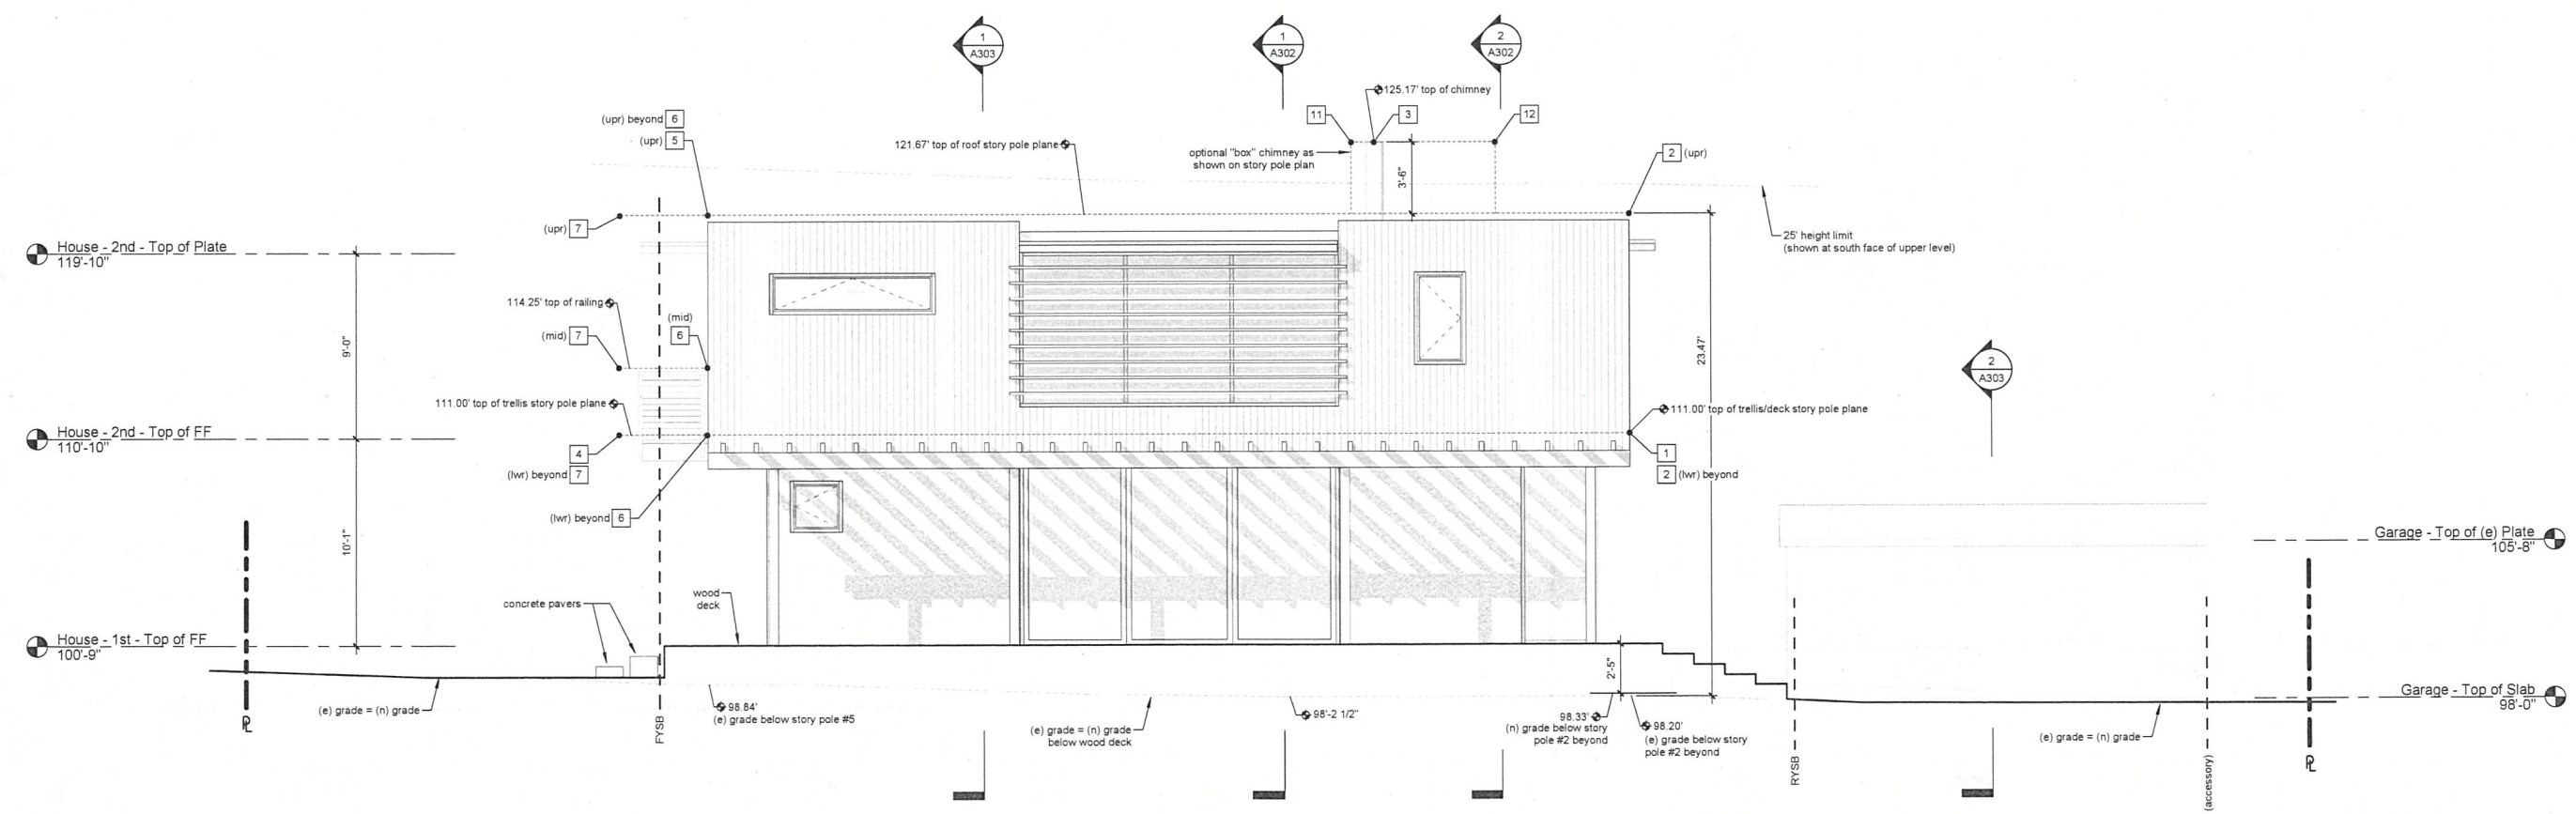 1
A303
1
A302
2
A302
125.17' top of chimney
11
3
12
(upr) beyond 6
(upr) 5
121.67' top of roof story pole plane
optional "box" chimney as
shown on story pole plan
3'-6"
2 (upr)
(upr) 7
25' height limit
(shown at south face of upper level)
House - 2nd - Top of Plate
119'-10"
114.25' top of railing
(mid)
6
(mid) 7
9'-0"
23.47'
2
A303
111.00' top of trellis story pole plane
111.00' top of trellis/deck story pole plane
House - 2nd - Top of FF
110'-10"
4
(lwr) beyond 7
1
2 (lwr) beyond
(lwr) beyond 6
10'-1"
Garage - Top of (e) Plate
105'-8"
concrete pavers
wood
deck
House - 1st - Top of FF
100'-9"
2'-5"
Garage - Top of Slab
98'-0"
(e) grade = (n) grade
98.84'
(e) grade below story pole #5
98'-2 1/2"
(e) grade = (n) grade
below wood deck
98.33'
(n) grade below story
pole #2 beyond
98.20'
(e) grade below story
pole #2 beyond
(e) grade = (n) grade
PL
FYSB
RYSB
(accessory)
PL